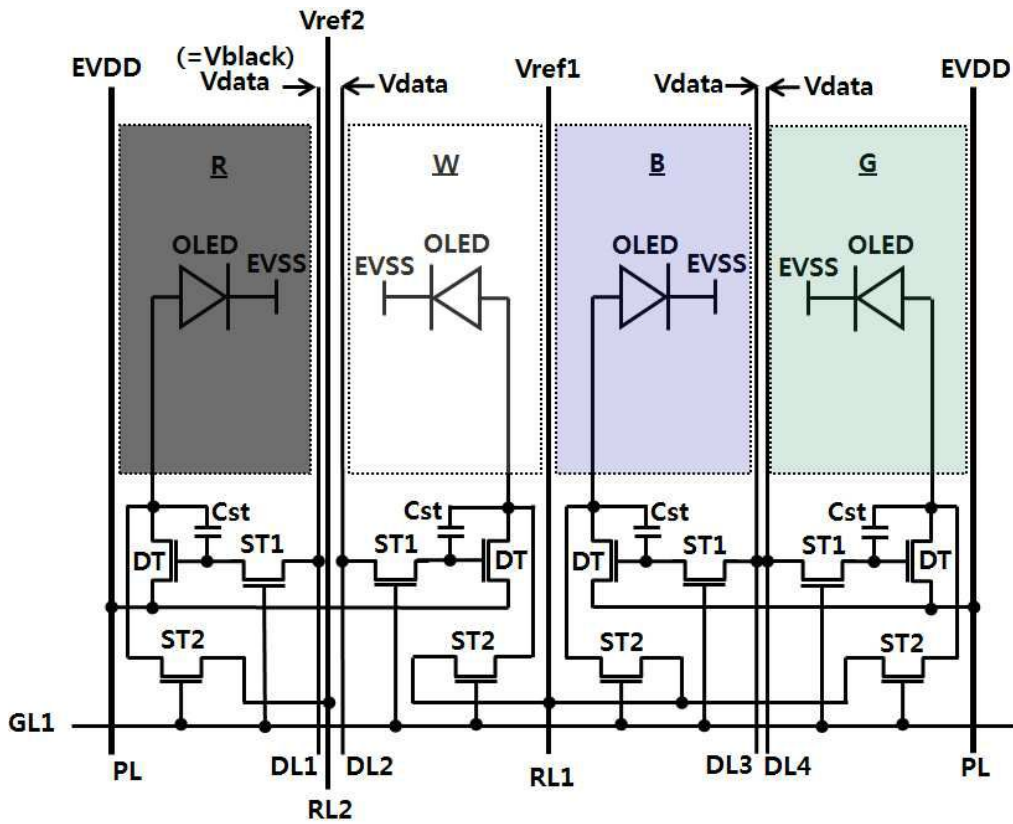 Vref2
(=Vblack)
EVDD
Vdata
Vdata
Vref1
Vdata
Vdata
EVDD
R
W
B
G
OLED
EVSS
EVSS
OLED
OLED
EVSS
EVSS
OLED
Cst
Cst
Cst
Cst
DT
ST1
ST1
DT
DT
ST1
ST1
DT
ST2
ST2
ST2
ST2
GL1
PL
DL1
DL2
RL1
DL3
DL4
PL
RL2